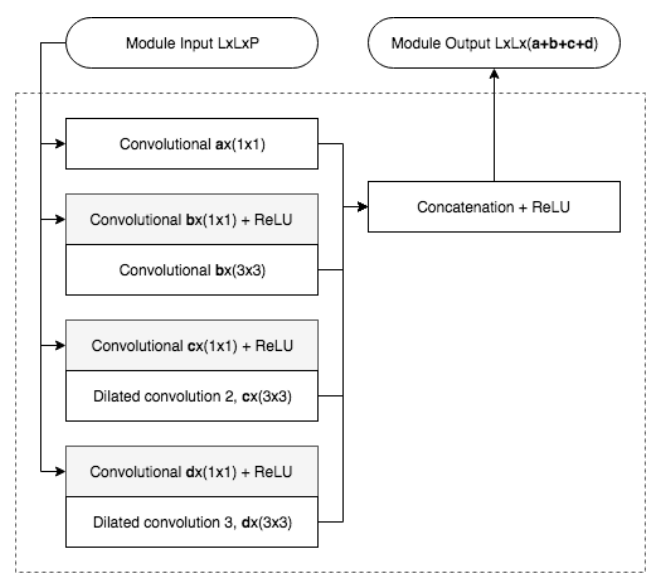 Module Input LxLxP
Module Output LxLx(a+b+c+d)
Convolutional ax(1x1)
Convolutional bx(1x1) + ReLU
Convolutional bx(3x3)
Concatenation + ReLU
Convolutional cx(1x1) + ReLU
Dilated convolution 2, cx(3x3)
Convolutional dx(1x1) + ReLU
Dilated convolution 3, dx(3x3)